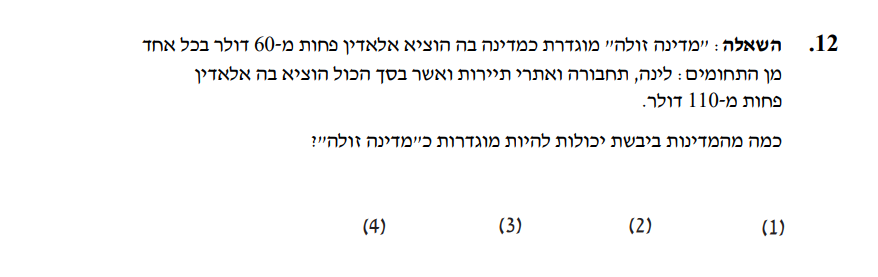 12. השאלה: "מדינה זולה" מוגדרת כמדינה בה הוציא אלאדין פחות מ-60 דולר בכל אחד
מן התחומים: לינה, תחבורה ואתרי תיירות ואשר בסך הכול הוציא בה אלאדין
פחות מ-110 דולר.
כמה מהמדינות ביבשת יכולות להיות מוגדרות כ"מדינה זולה"?
(1) (2) (3) (4)